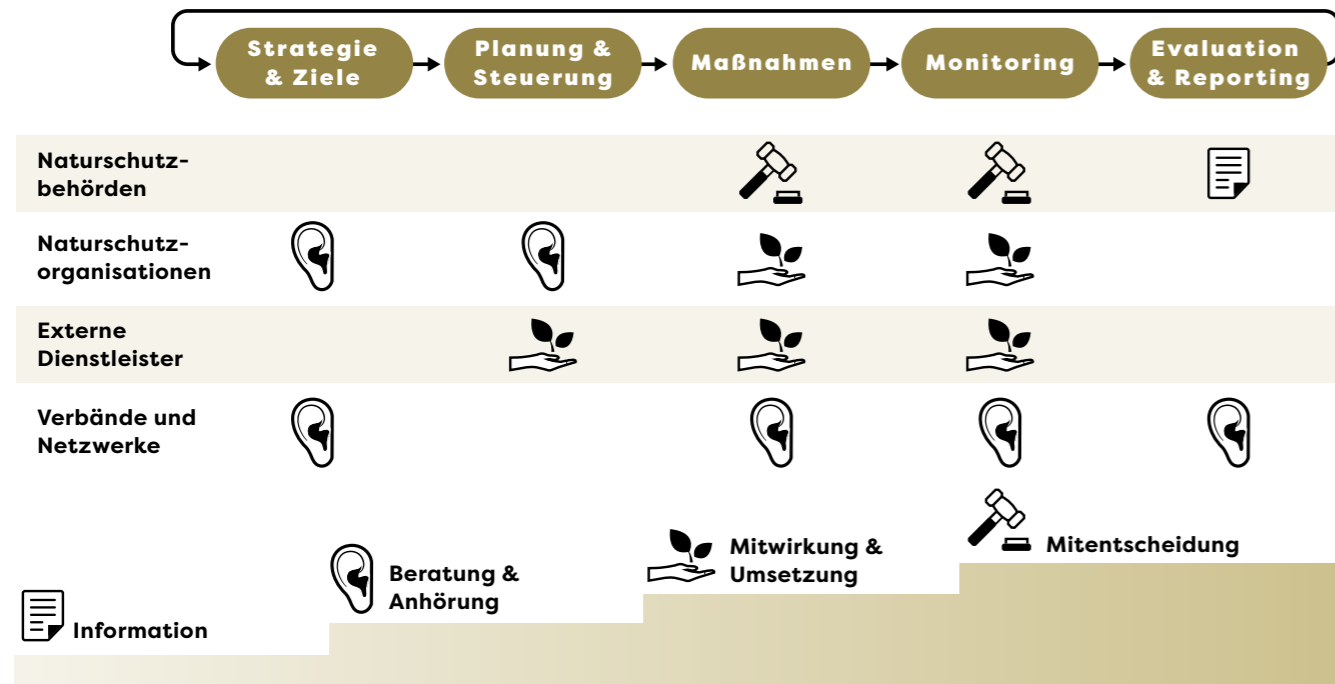 Strategie
& Ziele
Planung &
Steuerung
Maßnahmen
Monitoring
Evaluation
& Reporting
Naturschutz-
behörden
Naturschutz-
organisationen
Externe
Dienstleister
Verbände und
Netzwerke
Information
Beratung &
Anhörung
Mitwirkung &
Umsetzung
Mitentscheidung